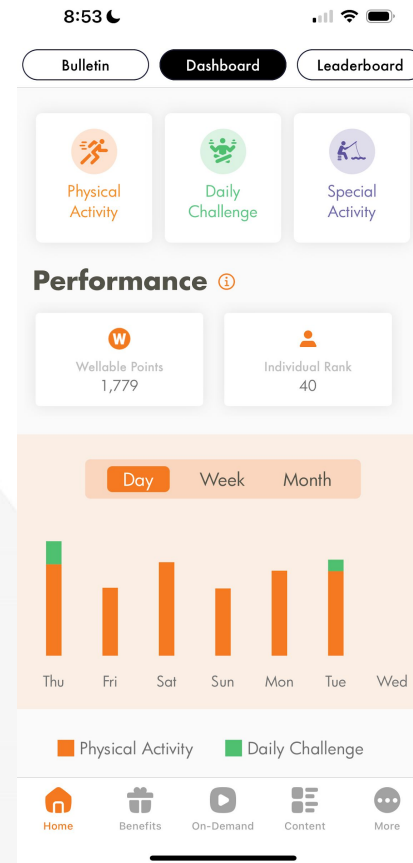 8:53
Bulletin
Dashboard
Leaderboard
Physical
Activity
Daily
Challenge
Special
Activity
Performance
W
Wellable Points
1,779
Individual Rank
40
Day Week Month
Thu Fri Sat Sun Mon Tue Wed
Physical Activity Daily Challenge
Home Benefits On-Demand Content More